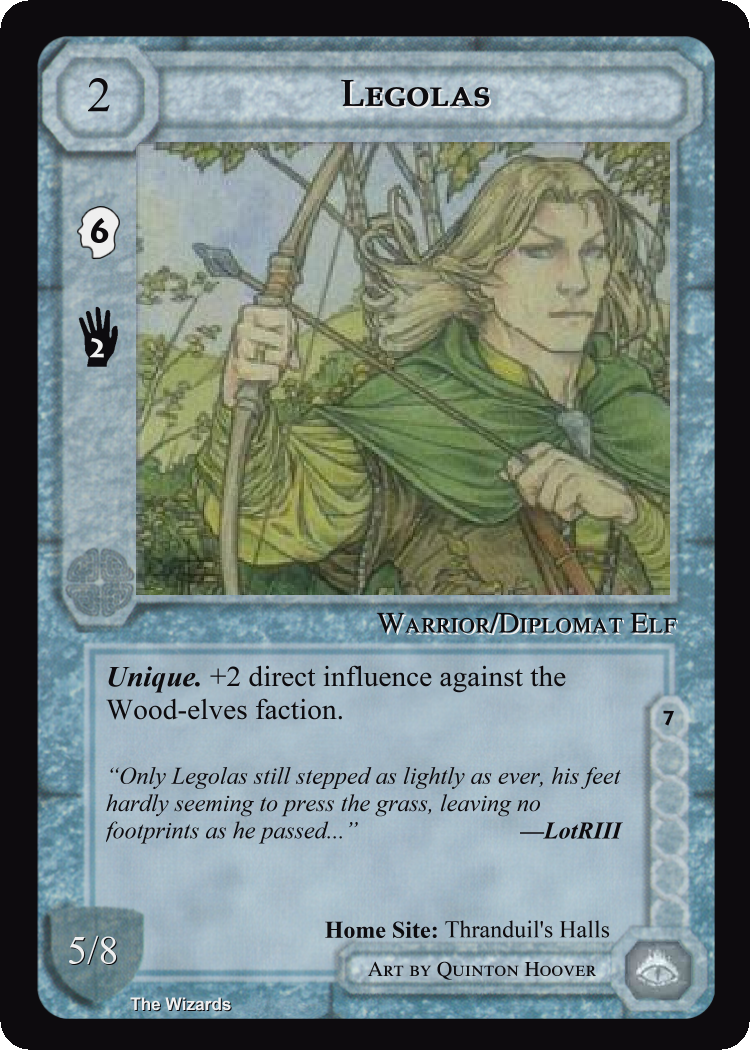 2
LEGOLAS
6
2
WARRIOR/DIPLOMAT ELF
Unique. +2 direct influence against the
Wood-elves faction.
7
“Only Legolas still stepped as lightly as ever, his feet
hardly seeming to press the grass, leaving no
footprints as he passed...” —LotRIII
Home Site: Thranduil's Halls
5/8
ART BY QUINTON HOOVER
The Wizards